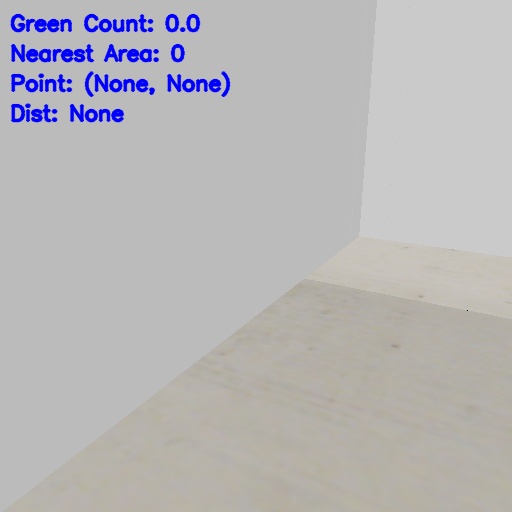 Green Count: 0.0
Nearest Area: 0
Point: (None, None)
Dist: None